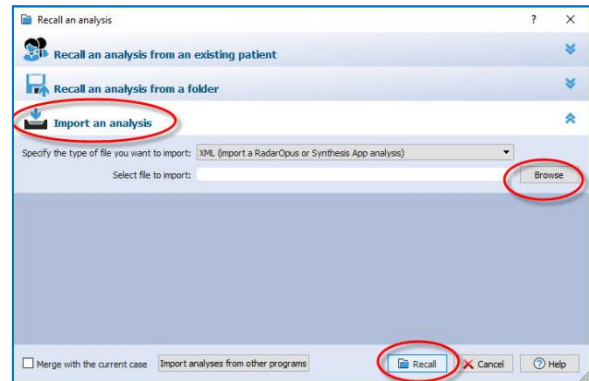 Recall an analysis ? ×
Recall an analysis from an existing patient
Recall an analysis from a folder
Import an analysis
Specify the type of file you want to import: XML (import a RadarOpus or Synthesis App analysis)
Select file to import: Browse
Merge with the current case Import analyses from other programs Recall Cancel Help